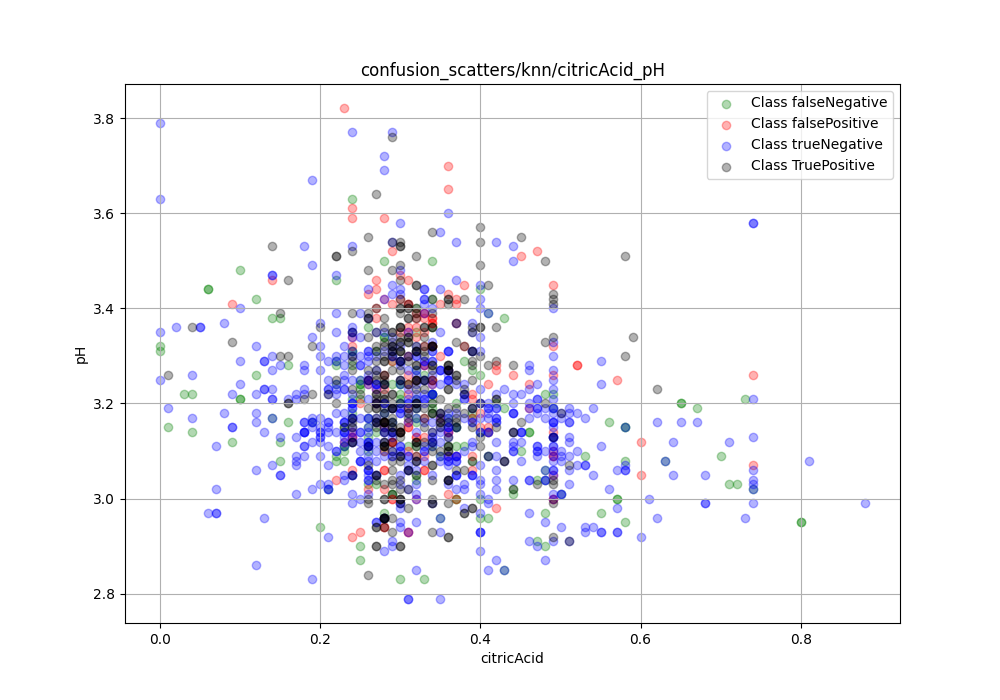 confusion_scatters/knn/citricAcid_pH
Class falseNegative
Class falsePositive
Class trueNegative
Class TruePositive
3.8
3.6
3.4
3.2
3.0
2.8
pH
0.0 0.2 0.4 0.6 0.8
citricAcid